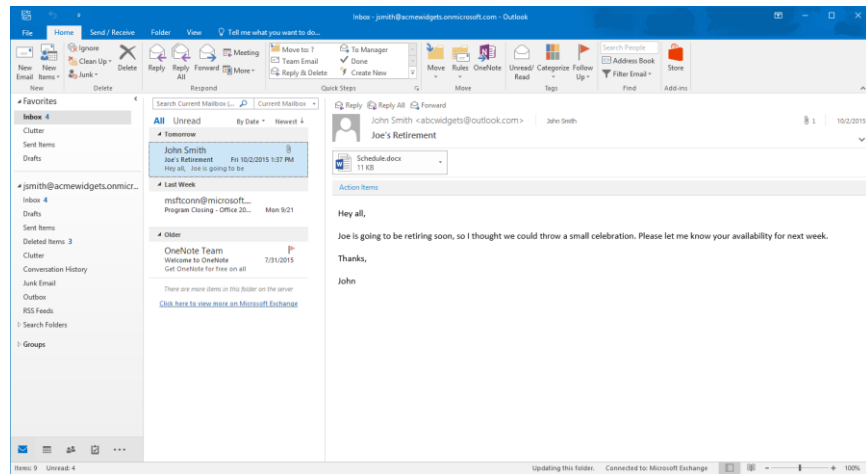 Inbox - jsmith@acmewidgets.onmicrosoft.com - Outlook
File Home Send / Receive Folder View Tell me what you want to do...
New Email
New Items
Ignore
Clean Up
Junk
Delete
Reply
Reply All
Forward
Meeting
More
Move to: ?
Team Email
Reply & Delete
To Manager
Done
Create New
Move
Rules
OneNote
Unread/ Read
Categorize
Follow Up
Search People
Address Book
Filter Email
Store
New Delete Respond Quick Steps Move Tags Find Add-ins
Favorites
Inbox 4
Clutter
Sent Items
Drafts
jsmith@acmewidgets.onmicr...
Inbox 4
Drafts
Sent Items
Deleted Items 3
Clutter
Conversation History
Junk Email
Outbox
RSS Feeds
Search Folders
Groups
Search Current Mailbox (... Current Mailbox
All Unread By Date Newest ↓
Tomorrow
John Smith
Joe's Retirement Fri 10/2/2015 1:37 PM
Hey all, Joe is going to be
Last Week
msftconn@microsoft...
Program Closing - Office 20... Mon 9/21
Older
OneNote Team
Welcome to OneNote 7/31/2015
Get OneNote for free on all
There are more items in this folder on the server
Click here to view more on Microsoft Exchange
Reply Reply All Forward
John Smith <abcwidgets@outlook.com> John Smith 1 10/2/2015
Joe's Retirement
Schedule.docx
11 KB
Action Items
Hey all,
Joe is going to be retiring soon, so I thought we could throw a small celebration. Please let me know your availability for next week.
Thanks,
John
Items: 9 Unread: 4 Updating this folder. Connected to: Microsoft Exchange 100%